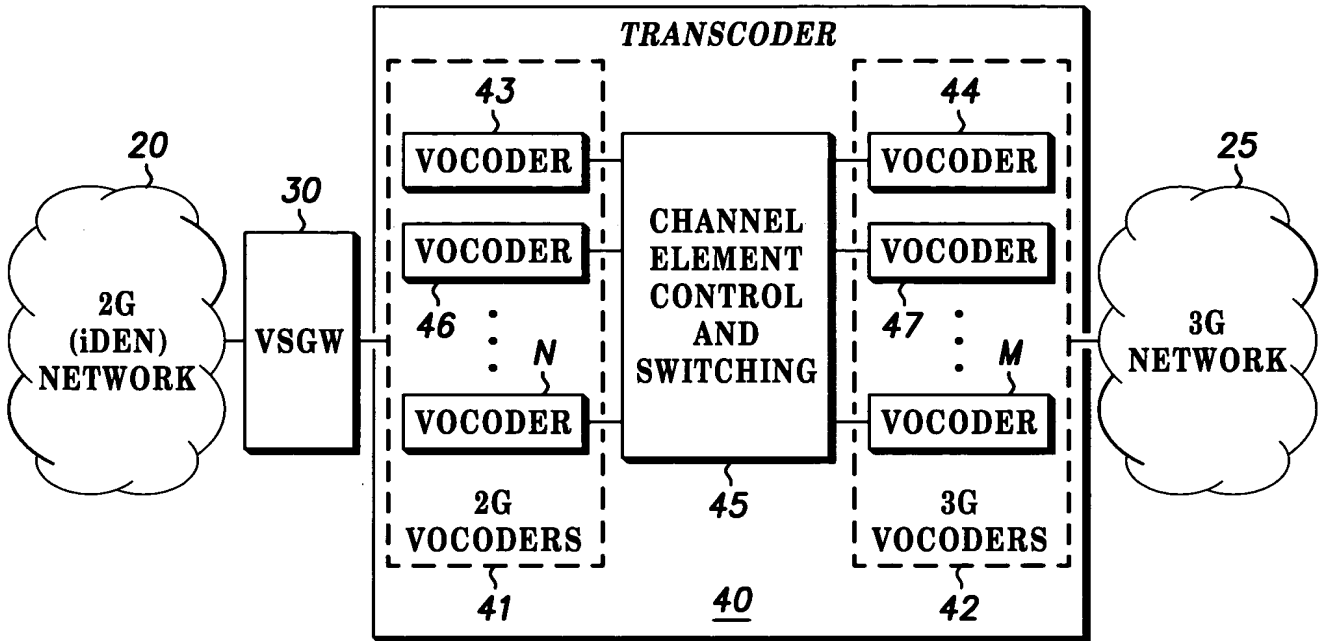 TRANSCODER
43
44
VOCODER
VOCODER
20
25
30
VOCODER
VOCODER
46
47
CHANNEL
ELEMENT
CONTROL
AND
SWITCHING
2G
(iDEN)
NETWORK
VSGW
3G
NETWORK
N
M
VOCODER
VOCODER
45
2G
VOCODERS
3G
VOCODERS
41
40
42